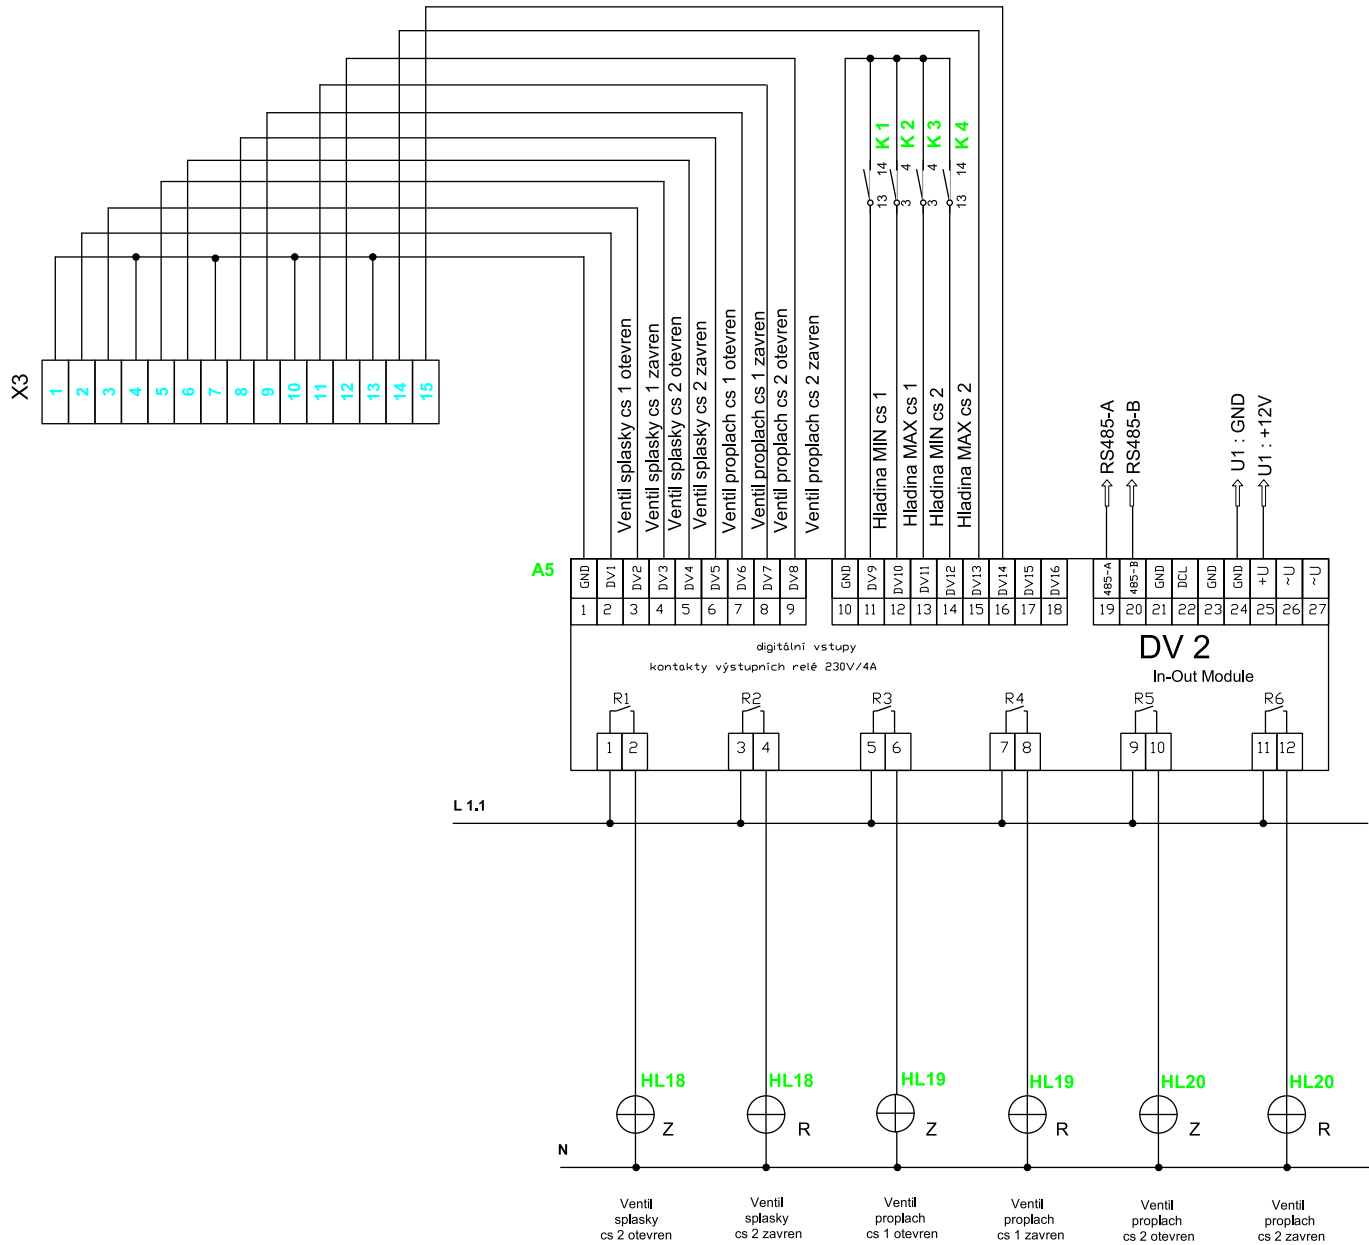 X3
1 2 3 4 5 6 7 8 9 10 11 12 13 14 15
K 1 K 2 K 3 K 4
14 4 4 14
13 3 3 13
Ventil splasky cs 1 otevren
Ventil splasky cs 1 zavren
Ventil splasky cs 2 otevren
Ventil splasky cs 2 zavren
Ventil proplach cs 1 otevren
Ventil proplach cs 1 zavren
Ventil proplach cs 2 otevren
Ventil proplach cs 2 zavren
Hladina MIN cs 1
Hladina MAX cs 1
Hladina MIN cs 2
Hladina MAX cs 2
RS485-A
RS485-B
U1 : GND
U1 : +12V
A5
GND DV1 DV2 DV3 DV4 DV5 DV6 DV7 DV8
1 2 3 4 5 6 7 8 9
GND DV9 DV10 DV11 DV12 DV13 DV14 DV15 DV16
10 11 12 13 14 15 16 17 18
485-A 485-B GND DCL GND GND +U ~U ~U
19 20 21 22 23 24 25 26 27
digitální vstupy
kontakty výstupních relé 230V/4A
DV 2
In-Out Module
R1 R2 R3 R4 R5 R6
1 2 3 4 5 6 7 8 9 10 11 12
L 1.1
HL18 HL18 HL19 HL19 HL20 HL20
Z R Z R Z R
N
Ventil
splasky
cs 2 otevren
Ventil
splasky
cs 2 zavren
Ventil
proplach
cs 1 otevren
Ventil
proplach
cs 1 zavren
Ventil
proplach
cs 2 otevren
Ventil
proplach
cs 2 zavren